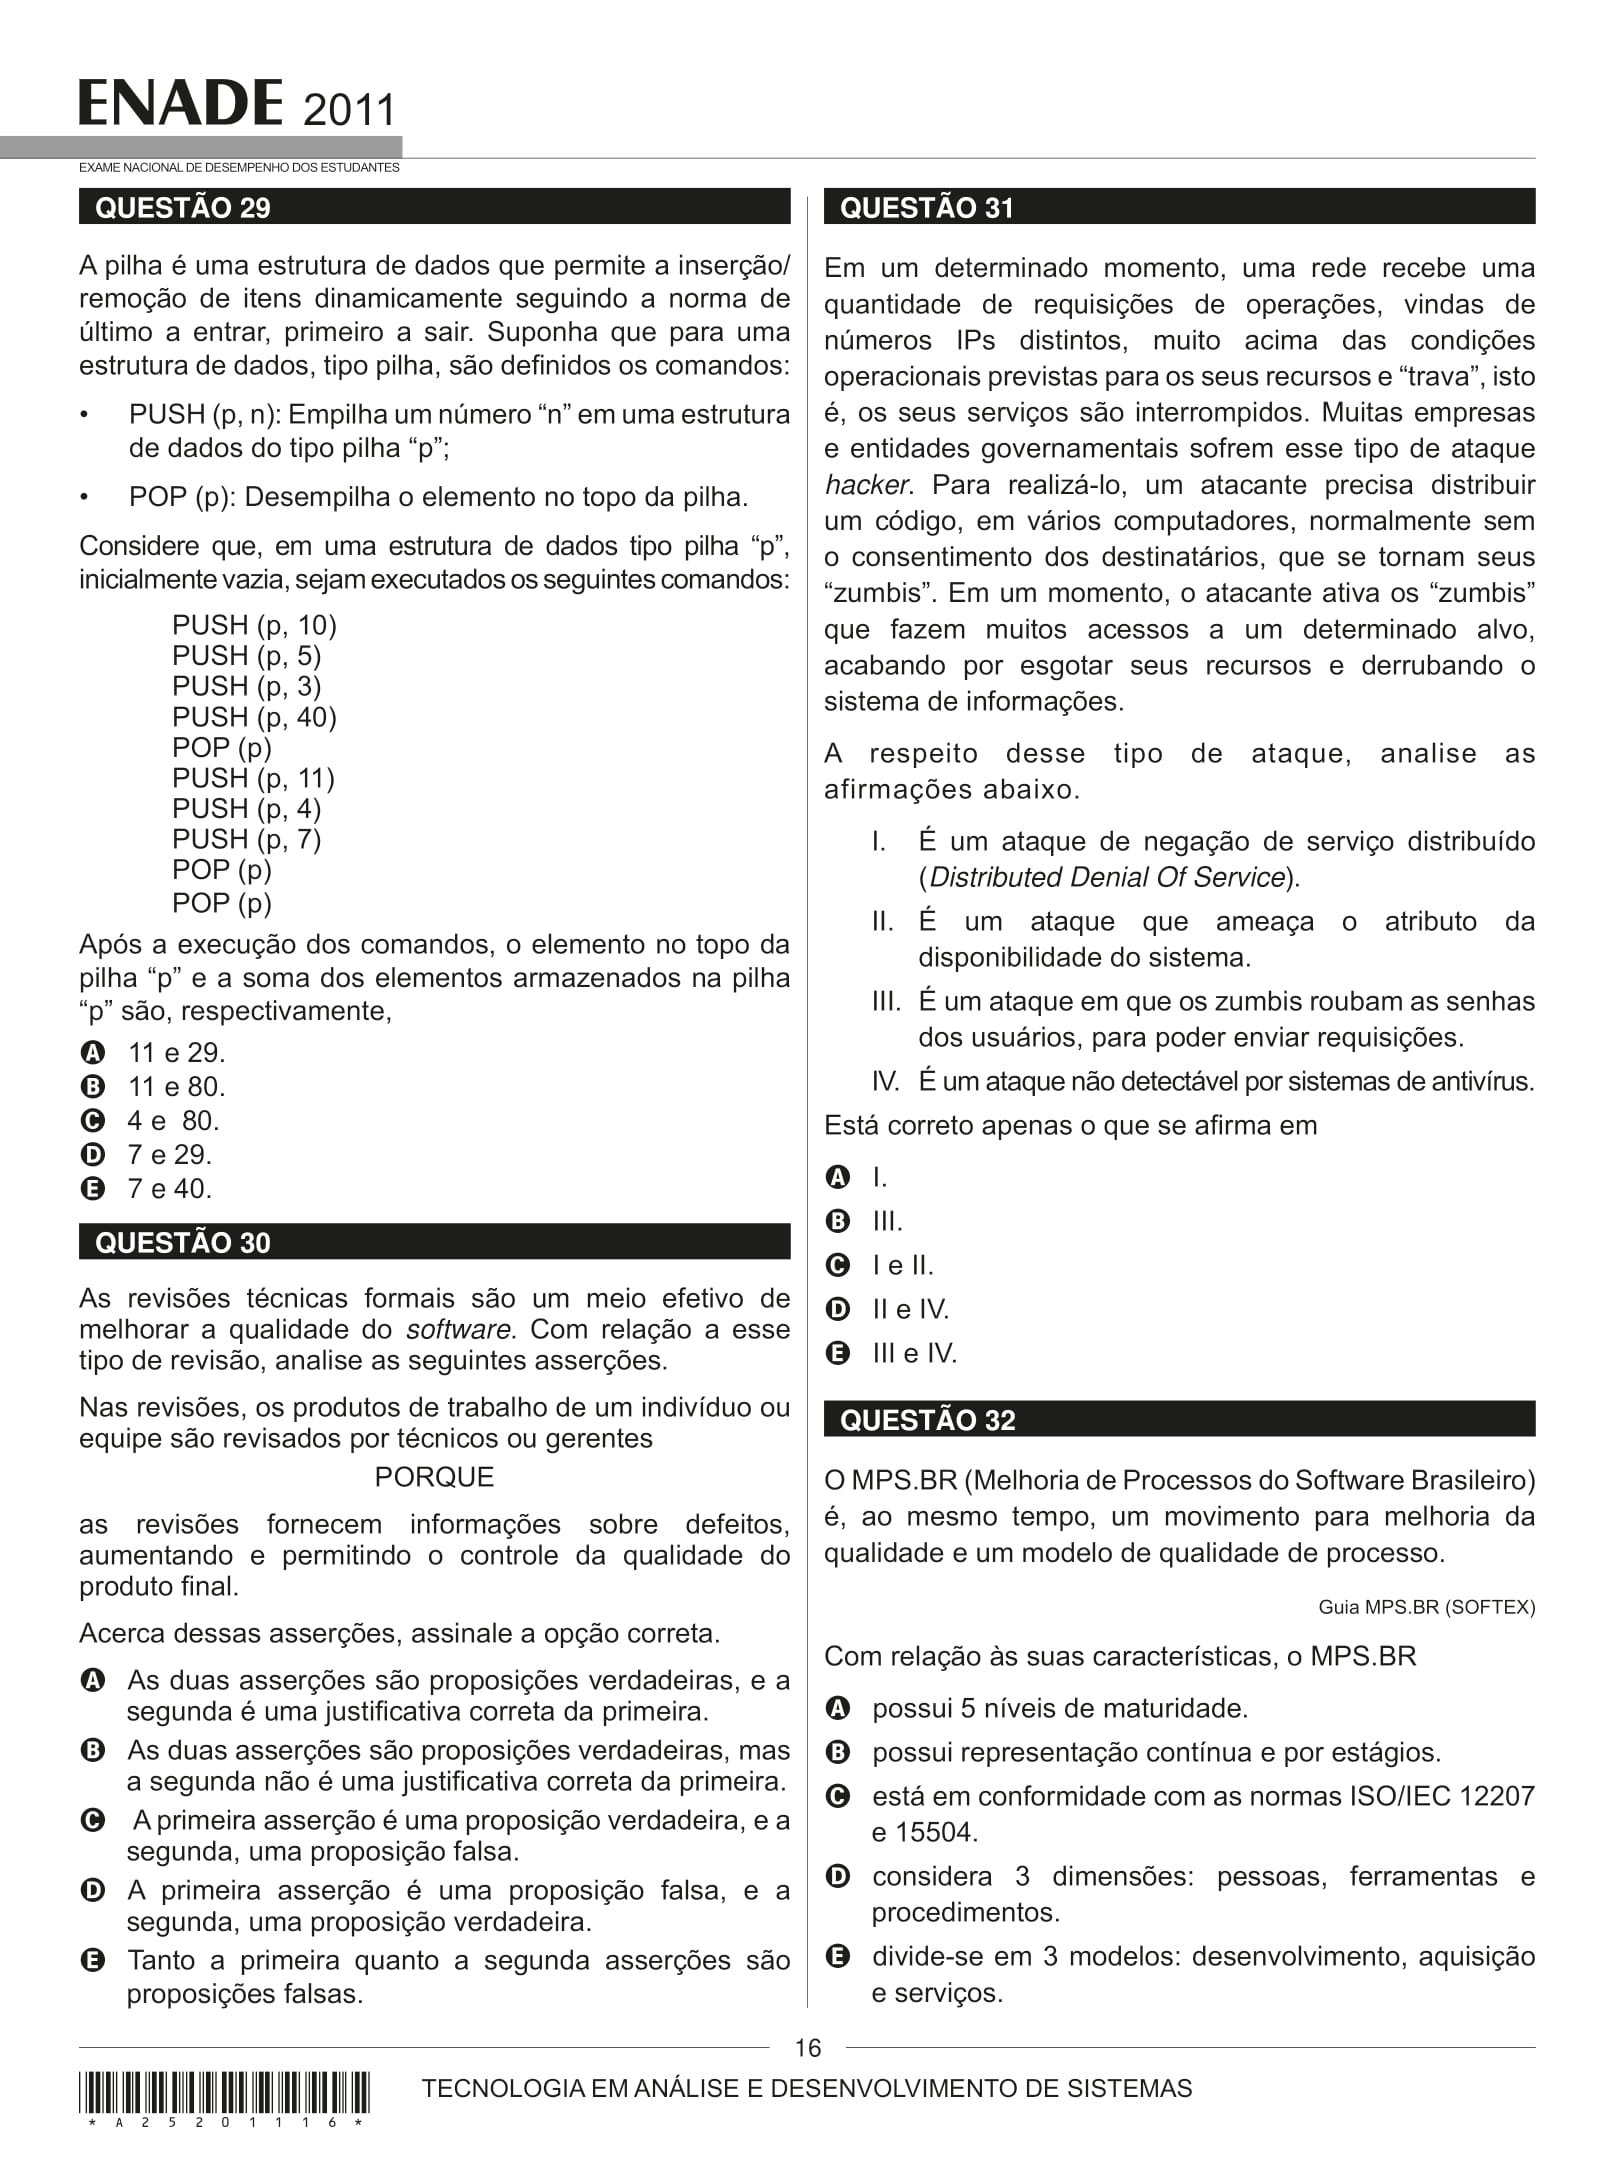 ENADE 2011
EXAME NACIONAL DE DESEMPENHO DOS ESTUDANTES
QUESTÃO 29
A pilha é uma estrutura de dados que permite a inserção/
remoção de itens dinamicamente seguindo a norma de
último a entrar, primeiro a sair. Suponha que para uma
estrutura de dados, tipo pilha, são definidos os comandos:
• PUSH (p, n): Empilha um número “n” em uma estrutura
de dados do tipo pilha “p”;
• POP (p): Desempilha o elemento no topo da pilha.
Considere que, em uma estrutura de dados tipo pilha “p”,
inicialmente vazia, sejam executados os seguintes comandos:
PUSH (p, 10)
PUSH (p, 5)
PUSH (p, 3)
PUSH (p, 40)
POP (p)
PUSH (p, 11)
PUSH (p, 4)
PUSH (p, 7)
POP (p)
POP (p)
Após a execução dos comandos, o elemento no topo da
pilha “p” e a soma dos elementos armazenados na pilha
“p” são, respectivamente,
A 11 e 29.
B 11 e 80.
C 4 e 80.
D 7 e 29.
E 7 e 40.
QUESTÃO 30
As revisões técnicas formais são um meio efetivo de
melhorar a qualidade do software. Com relação a esse
tipo de revisão, analise as seguintes asserções.
Nas revisões, os produtos de trabalho de um indivíduo ou
equipe são revisados por técnicos ou gerentes
PORQUE
as revisões fornecem informações sobre defeitos,
aumentando e permitindo o controle da qualidade do
produto final.
Acerca dessas asserções, assinale a opção correta.
A As duas asserções são proposições verdadeiras, e a
segunda é uma justificativa correta da primeira.
B As duas asserções são proposições verdadeiras, mas
a segunda não é uma justificativa correta da primeira.
C A primeira asserção é uma proposição verdadeira, e a
segunda, uma proposição falsa.
D A primeira asserção é uma proposição falsa, e a
segunda, uma proposição verdadeira.
E Tanto a primeira quanto a segunda asserções são
proposições falsas.
QUESTÃO 31
Em um determinado momento, uma rede recebe uma
quantidade de requisições de operações, vindas de
números IPs distintos, muito acima das condições
operacionais previstas para os seus recursos e “trava”, isto
é, os seus serviços são interrompidos. Muitas empresas
e entidades governamentais sofrem esse tipo de ataque
hacker. Para realizá-lo, um atacante precisa distribuir
um código, em vários computadores, normalmente sem
o consentimento dos destinatários, que se tornam seus
“zumbis”. Em um momento, o atacante ativa os “zumbis”
que fazem muitos acessos a um determinado alvo,
acabando por esgotar seus recursos e derrubando o
sistema de informações.
A respeito desse tipo de ataque, analise as
afirmações abaixo.
I. É um ataque de negação de serviço distribuído
(Distributed Denial Of Service).
II. É um ataque que ameaça o atributo da
disponibilidade do sistema.
III. É um ataque em que os zumbis roubam as senhas
dos usuários, para poder enviar requisições.
IV. É um ataque não detectável por sistemas de antivírus.
Está correto apenas o que se afirma em
A I.
B III.
C I e II.
D II e IV.
E III e IV.
QUESTÃO 32
O MPS.BR (Melhoria de Processos do Software Brasileiro)
é, ao mesmo tempo, um movimento para melhoria da
qualidade e um modelo de qualidade de processo.
Guia MPS.BR (SOFTEX)
Com relação às suas características, o MPS.BR
A possui 5 níveis de maturidade.
B possui representação contínua e por estágios.
C está em conformidade com as normas ISO/IEC 12207
e 15504.
D considera 3 dimensões: pessoas, ferramentas e
procedimentos.
E divide-se em 3 modelos: desenvolvimento, aquisição
e serviços.
16
TECNOLOGIA EM ANÁLISE E DESENVOLVIMENTO DE SISTEMAS
* A 2 5 2 0 1 1 1 6 *